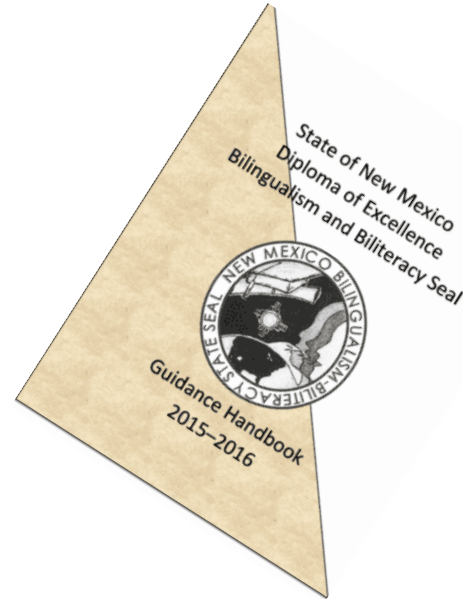 State of New Mexico
Diploma of Excellence
Bilingualism and Biliteracy Seal
NEW MEXICO BILINGUALISM-BILITERACY STATE SEAL
Guidance Handbook
2015–2016